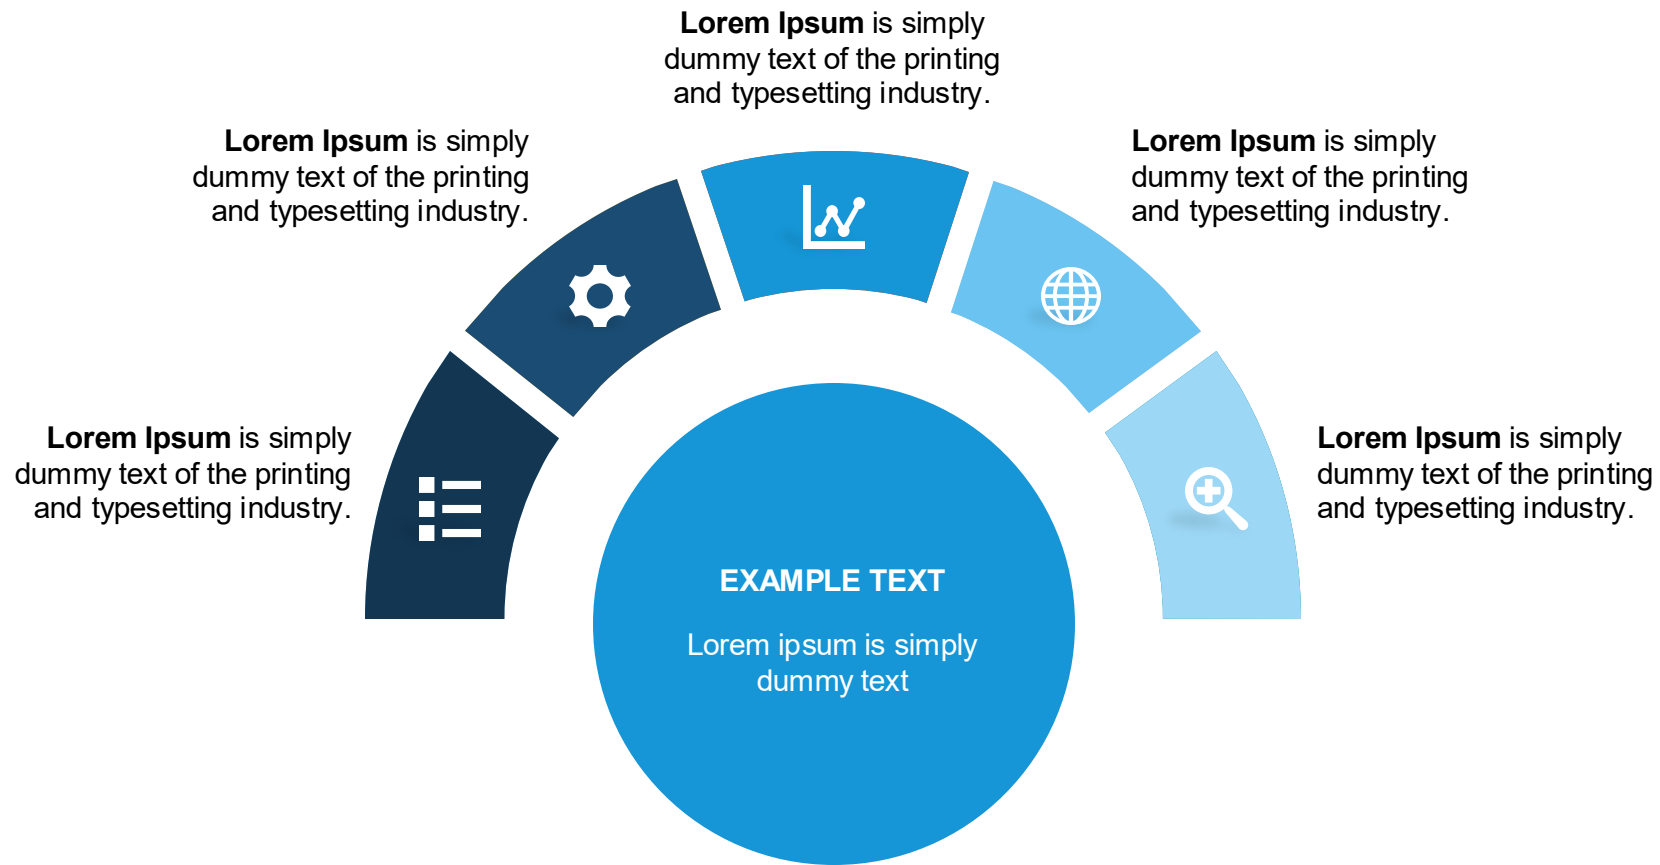 Lorem Ipsum is simply
dummy text of the printing
and typesetting industry.
Lorem Ipsum is simply
dummy text of the printing
and typesetting industry.
Lorem Ipsum is simply
dummy text of the printing
and typesetting industry.
Lorem Ipsum is simply
dummy text of the printing
and typesetting industry.
Lorem Ipsum is simply
dummy text of the printing
and typesetting industry.
EXAMPLE TEXT
Lorem ipsum is simply
dummy text